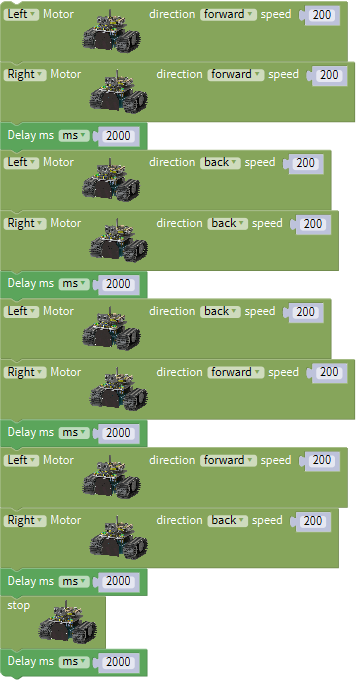 Left Motor direction forward speed 200
Right Motor direction forward speed 200
Delay ms ms 2000
Left Motor direction back speed 200
Right Motor direction back speed 200
Delay ms ms 2000
Left Motor direction back speed 200
Right Motor direction forward speed 200
Delay ms ms 2000
Left Motor direction forward speed 200
Right Motor direction back speed 200
Delay ms ms 2000
stop
Delay ms ms 2000